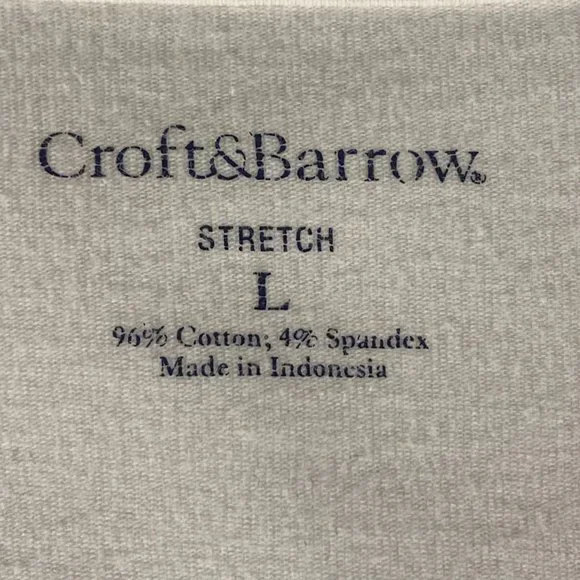 Croft&Barrow®
STRETCH
L
96% Cotton; 4% Spandex
Made in Indonesia